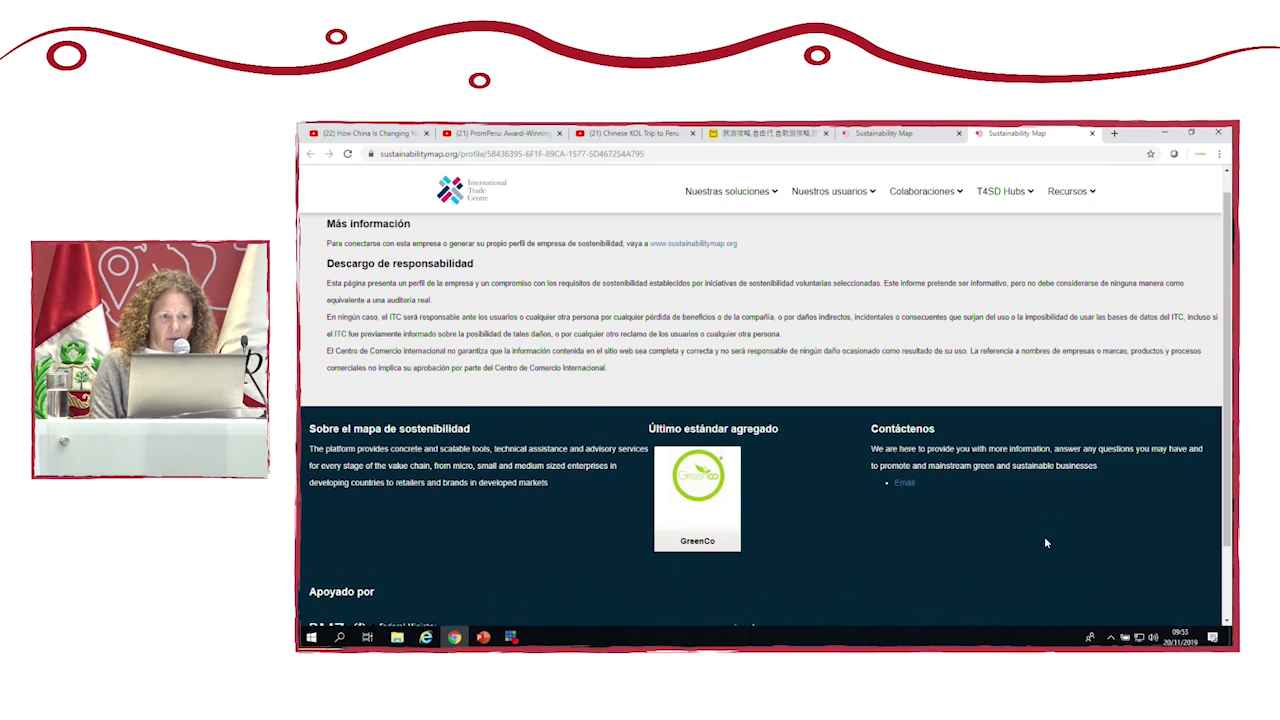 (22) How China Is Changing Yo
(21) PromPeru: Award-Winning
(21) Chinese KOL Trip to Peru -
旅游攻略,自由行,自助游攻略,旅
Sustainability Map
Sustainability Map
sustainabilitymap.org/profile/58436395-6F1F-89CA-1577-5D467254A795
International
Trade
Centre
Nuestras soluciones
Nuestros usuarios
Colaboraciones
T4SD Hubs
Recursos
Más información
Para conectarse con esta empresa o generar su propio perfil de empresa de sostenibilidad, vaya a www.sustainabilitymap.org
Descargo de responsabilidad
Esta página presenta un perfil de la empresa y un compromiso con los requisitos de sostenibilidad establecidos por iniciativas de sostenibilidad voluntarias seleccionadas. Este informe pretende ser informativo, pero no debe considerarse de ninguna manera como
equivalente a una auditoría real.
En ningún caso, el ITC será responsable ante los usuarios o cualquier otra persona por cualquier pérdida de beneficios o de la compañía, o por daños indirectos, incidentales o consecuentes que surjan del uso o la imposibilidad de usar las bases de datos del ITC, incluso si
el ITC fue previamente informado sobre la posibilidad de tales daños, o por cualquier otro reclamo de los usuarios o cualquier otra persona.
El Centro de Comercio Internacional no garantiza que la información contenida en el sitio web sea completa y correcta y no será responsable de ningún daño ocasionado como resultado de su uso. La referencia a nombres de empresas o marcas, productos y procesos
comerciales no implica su aprobación por parte del Centro de Comercio Internacional.
Sobre el mapa de sostenibilidad
The platform provides concrete and scalable tools, technical assistance and advisory services
for every stage of the value chain, from micro, small and medium sized enterprises in
developing countries to retailers and brands in developed markets
Último estándar agregado
GreenCo
GreenCo
Contáctenos
We are here to provide you with more information, answer any questions you may have and
to promote and mainstream green and sustainable businesses
Email
Apoyado por
Federal Ministry
09:53
20/11/2019